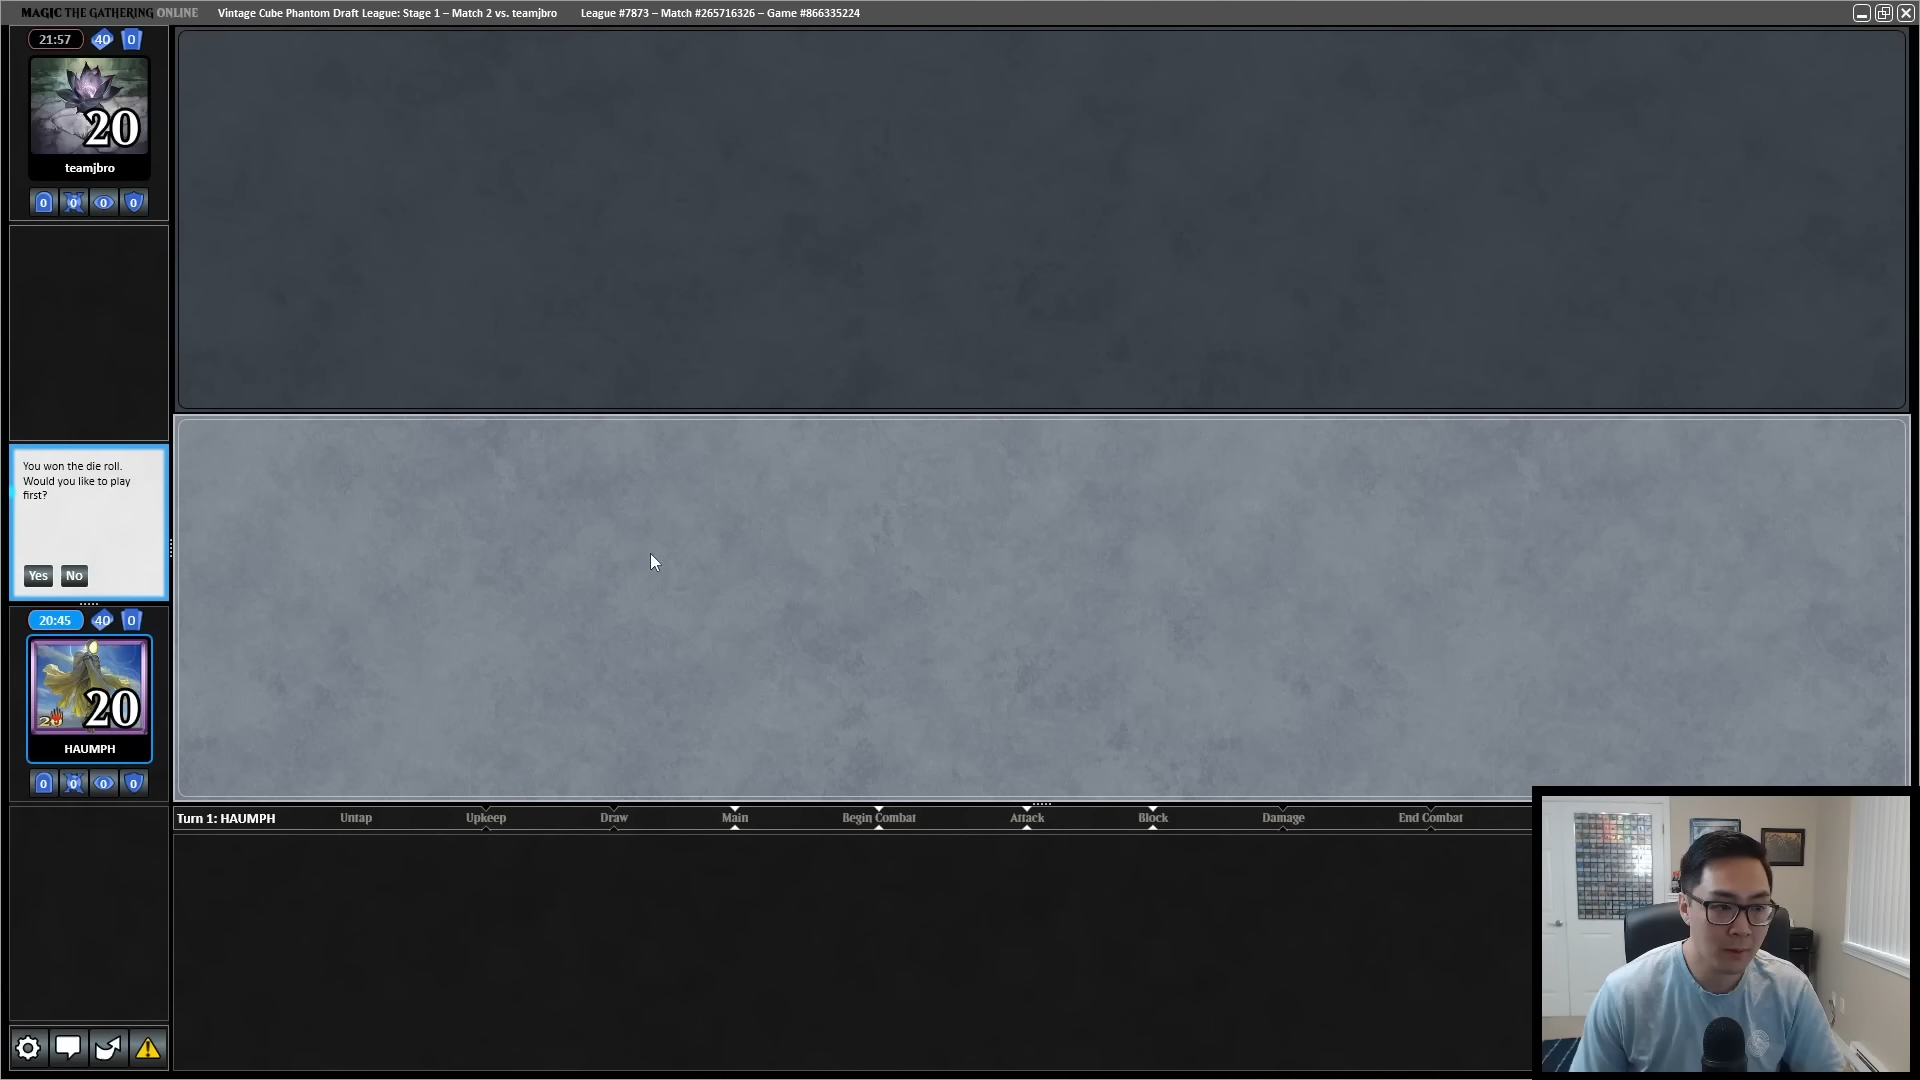 MAGIC THE GATHERING ONLINE
Vintage Cube Phantom Draft League: Stage 1 – Match 2 vs. teamjbro
League #7873 – Match #265716326 – Game #866335224
21:57
40
0
20
teamjbro
0
0
0
0
You won the die roll.
Would you like to play
first?
Yes
No
20:45
40
0
20
20
HAUMPH
0
0
0
0
Turn 1: HAUMPH
Untap
Upkeep
Draw
Main
Begin Combat
Attack
Block
Damage
End Combat